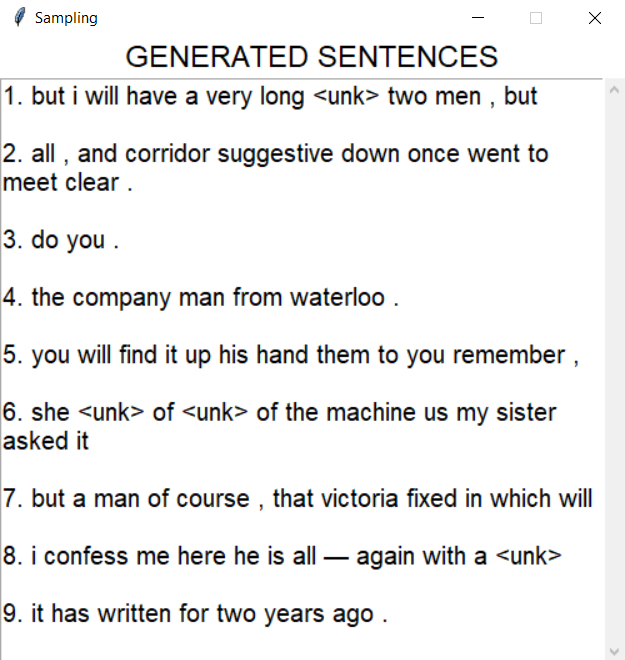 Sampling
GENERATED SENTENCES
1. but i will have a very long <unk> two men , but
2. all , and corridor suggestive down once went to
meet clear .
3. do you .
4. the company man from waterloo .
5. you will find it up his hand them to you remember ,
6. she <unk> of <unk> of the machine us my sister
asked it
7. but a man of course , that victoria fixed in which will
8. i confess me here he is all — again with a <unk>
9. it has written for two years ago .